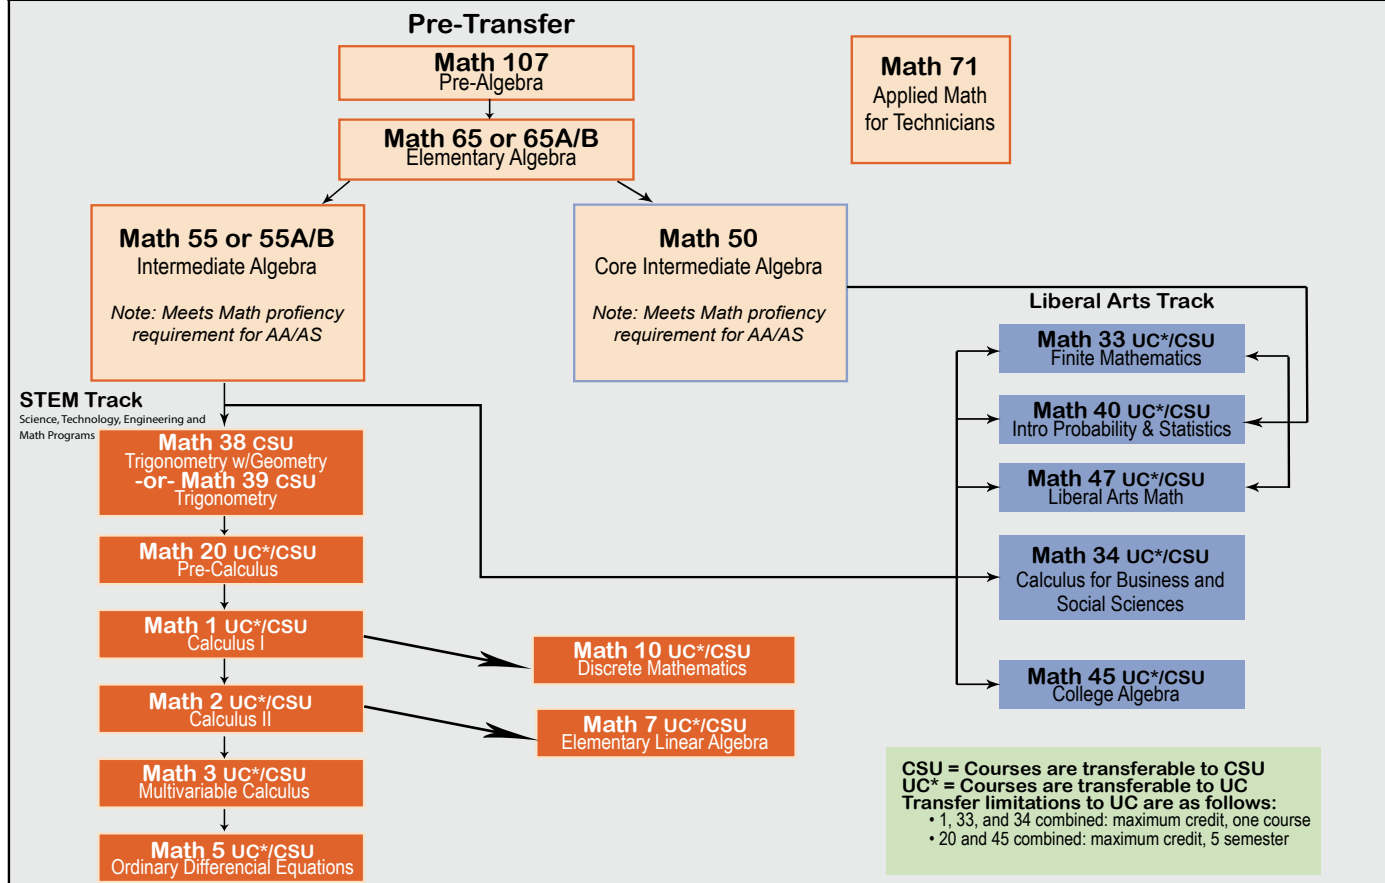 Pre-Transfer
Math 107
Pre-Algebra
Math 71
Applied Math
for Technicians
Math 65 or 65A/B
Elementary Algebra
Math 55 or 55A/B
Intermediate Algebra
Note: Meets Math profiency
requirement for AA/AS
Math 50
Core Intermediate Algebra
Note: Meets Math profiency
requirement for AA/AS
Liberal Arts Track
Math 33 UC*/CSU
Finite Mathematics
Math 40 UC*/CSU
Intro Probability & Statistics
Math 47 UC*/CSU
Liberal Arts Math
Math 34 UC*/CSU
Calculus for Business and
Social Sciences
Math 45 UC*/CSU
College Algebra
STEM Track
Science, Technology, Engineering and
Math Programs
Math 38 CSU
Trigonometry w/Geometry
-or- Math 39 CSU
Trigonometry
Math 20 UC*/CSU
Pre-Calculus
Math 1 UC*/CSU
Calculus I
Math 10 UC*/CSU
Discrete Mathematics
Math 2 UC*/CSU
Calculus II
Math 7 UC*/CSU
Elementary Linear Algebra
Math 3 UC*/CSU
Multivariable Calculus
Math 5 UC*/CSU
Ordinary Differencial Equations
CSU = Courses are transferable to CSU
UC* = Courses are transferable to UC
Transfer limitations to UC are as follows:
• 1, 33, and 34 combined: maximum credit, one course
• 20 and 45 combined: maximum credit, 5 semester